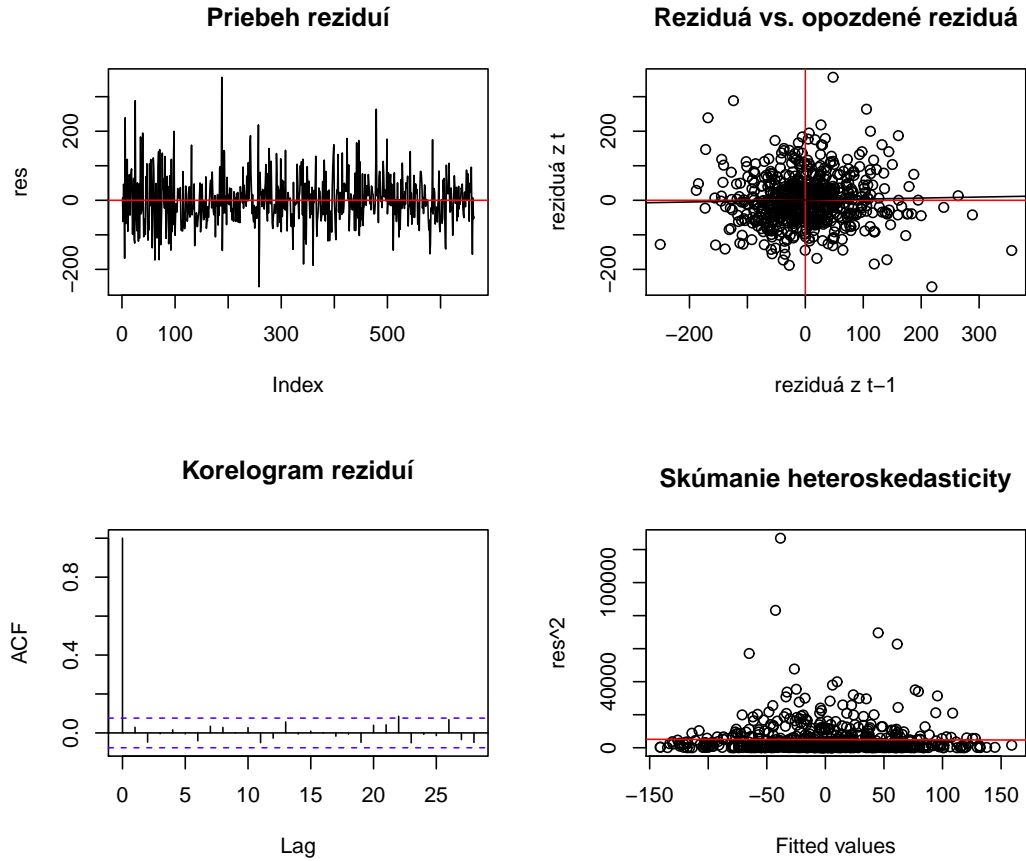 Priebeh reziduí
res
200
0
−200
0
100
300
500
Index
Reziduá vs. opozdené reziduá
reziduá z t
200
0
−200
−200
0
100
200
300
reziduá z t−1
Korelogram reziduí
ACF
0.8
0.4
0.0
0
5
10
15
20
25
Lag
Skúmanie heteroskedasticity
res^2
100000
40000
0
−150
−50
0
50
100
150
Fitted values